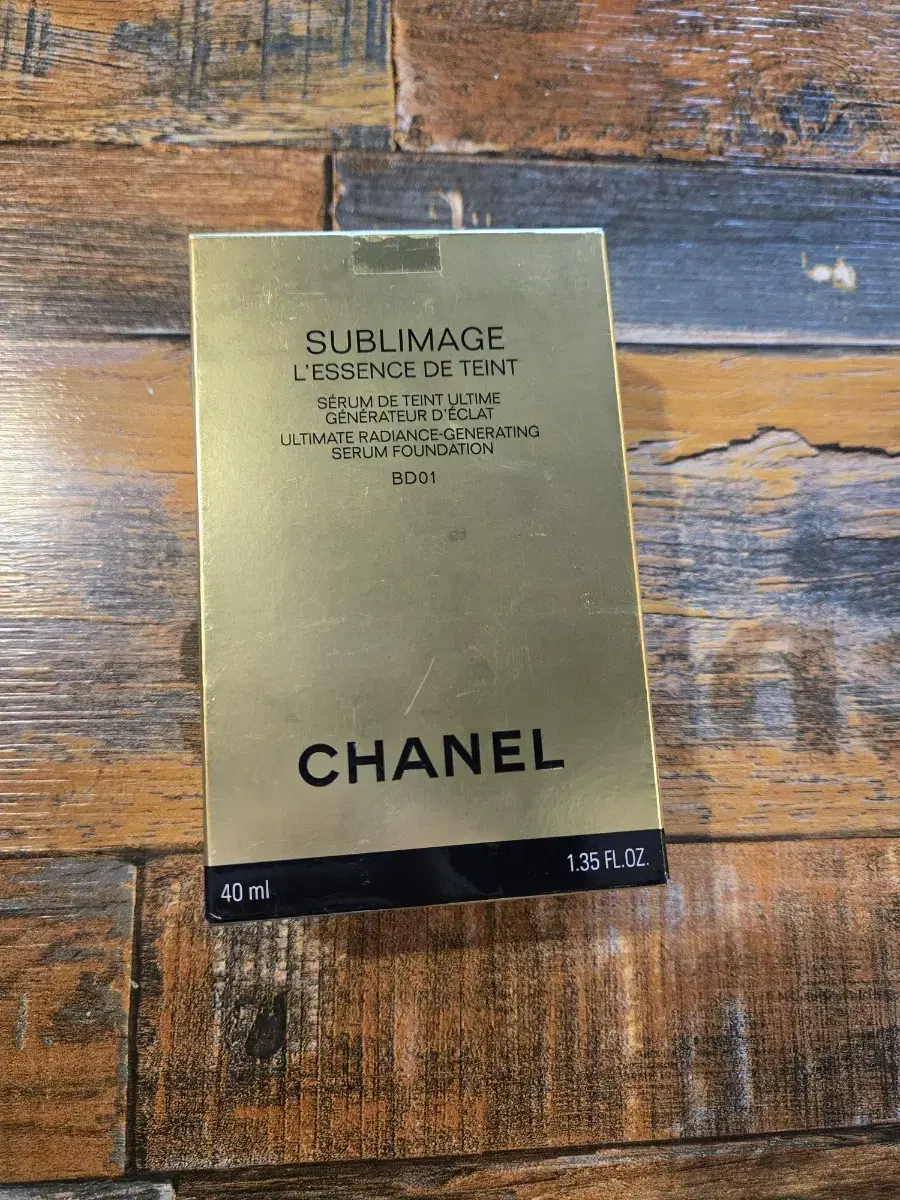 SUBLIMAGE
L'ESSENCE DE TEINT
SÉRUM DE TEINT ULTIME
GÉNÉRATEUR D'ÉCLAT
ULTIMATE RADIANCE-GENERATING
SERUM FOUNDATION
BD01
CHANEL
40 ml
1.35 FL.OZ.